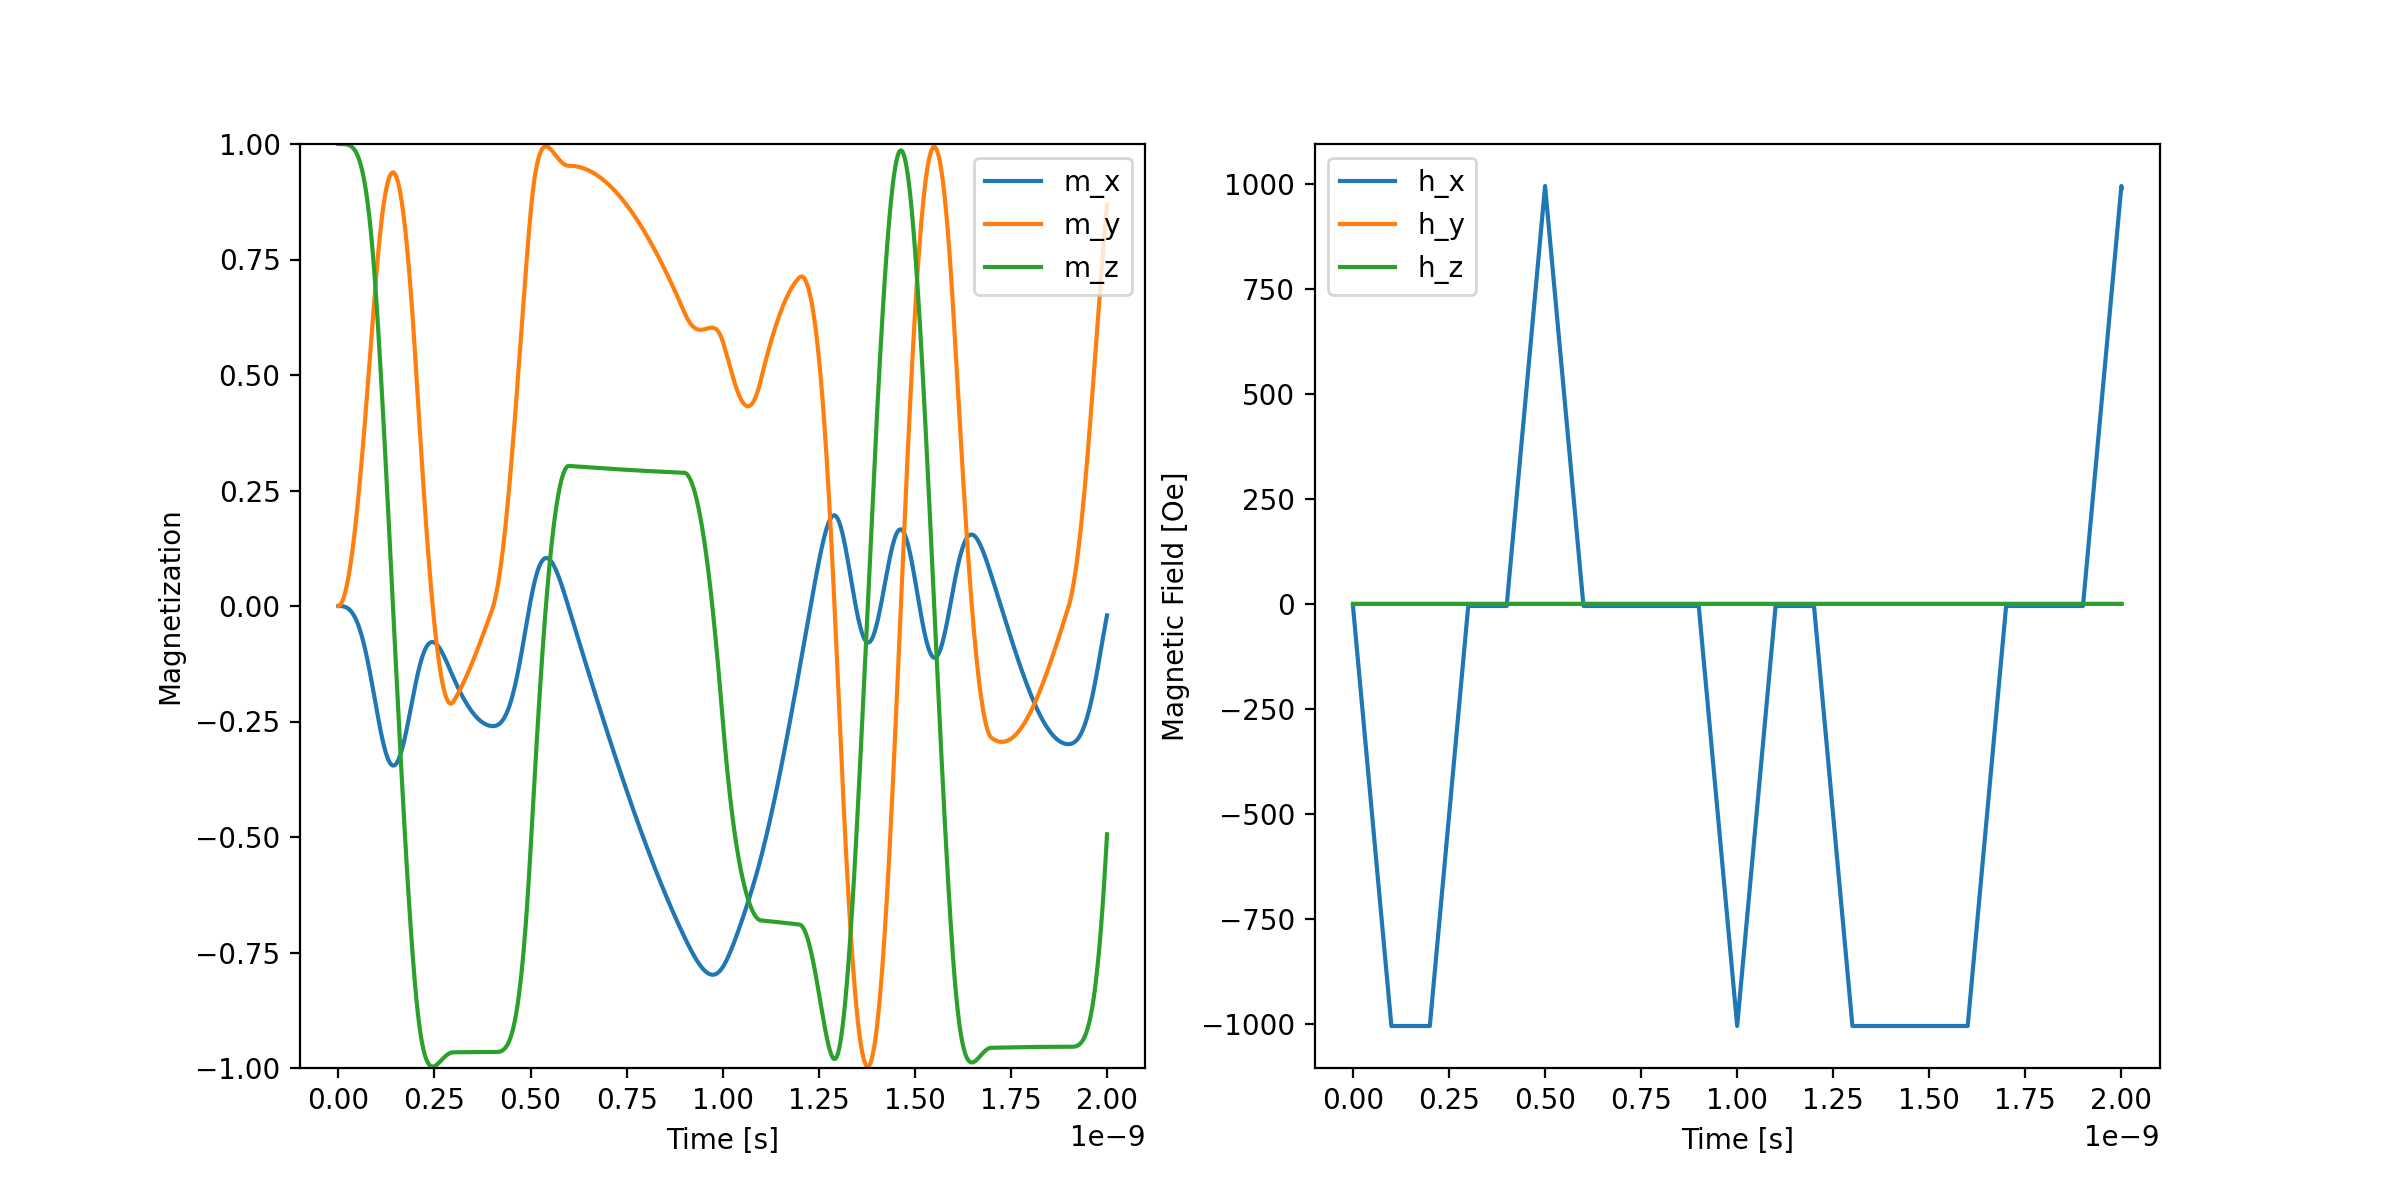 Magnetization
1.00
0.75
0.50
0.25
0.00
−0.25
−0.50
−0.75
−1.00
m_x
m_y
m_z
0.00 0.25 0.50 0.75 1.00 1.25 1.50 1.75 2.00
Time [s]
1e−9
Magnetic Field [Oe]
1000
750
500
250
0
−250
−500
−750
−1000
h_x
h_y
h_z
0.00 0.25 0.50 0.75 1.00 1.25 1.50 1.75 2.00
Time [s]
1e−9